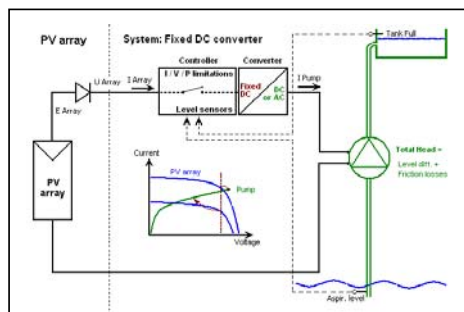 PV array
System: Fixed DC converter
Tank Full
Controller
Converter
U Array
I Array
I / V / P limitations
Fixed DC
DC or AC
I Pump
E Array
Level sensors
PV array
Total Head =
Level diff. +
Friction losses
Current
PV array
Pump
Voltage
Aspir. level